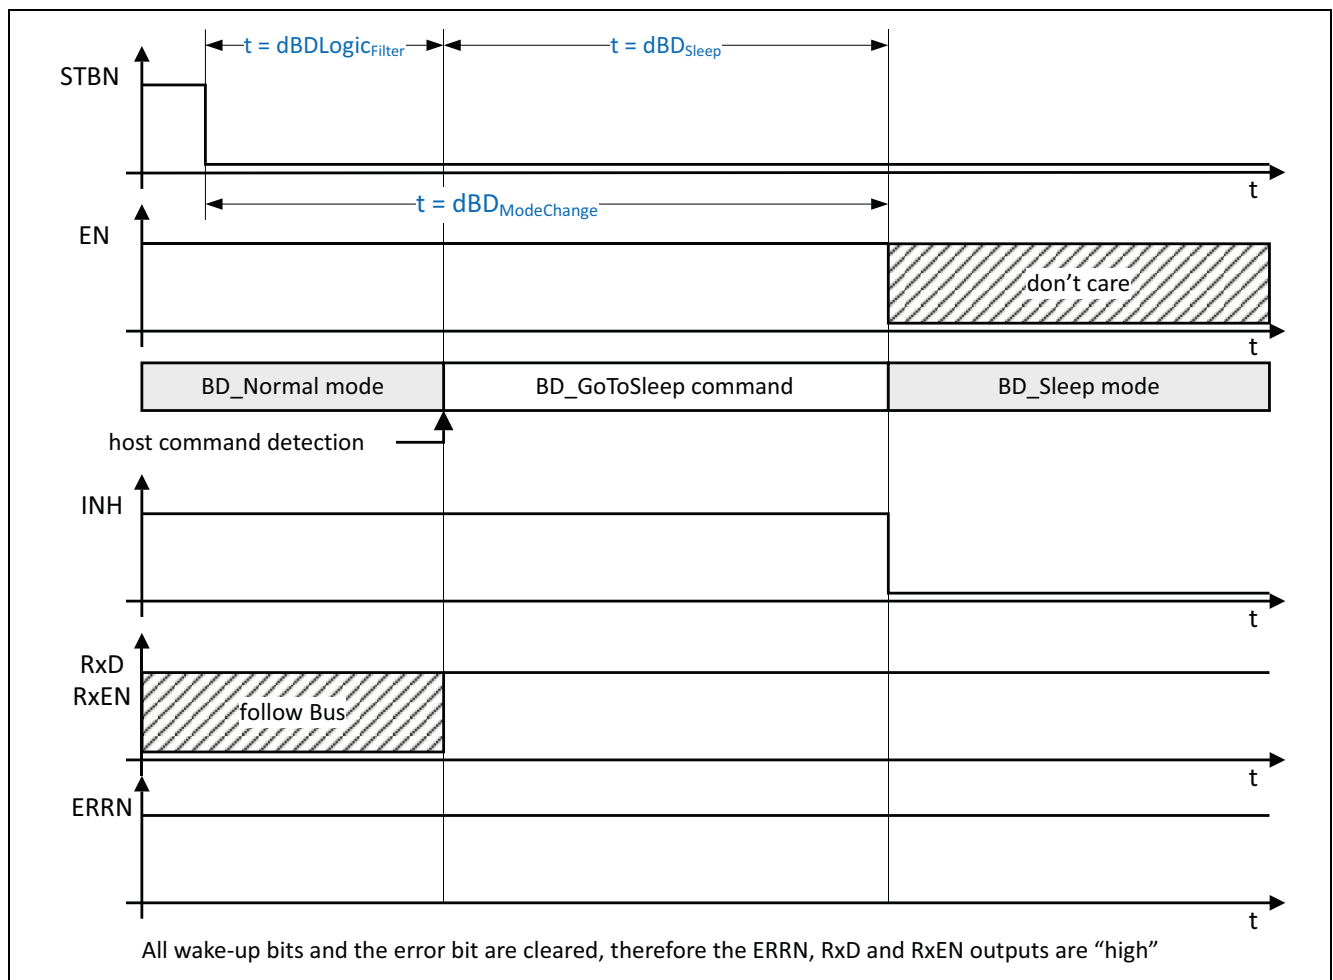 t = dBDLogicFilter
t = dBDSleep
STBN
t
t = dBDModeChange
EN
don’t care
t
BD_Normal mode
BD_GoToSleep command
BD_Sleep mode
host command detection
INH
t
RxD
RxEN
follow Bus
t
ERRN
t
All wake-up bits and the error bit are cleared, therefore the ERRN, RxD and RxEN outputs are “high”